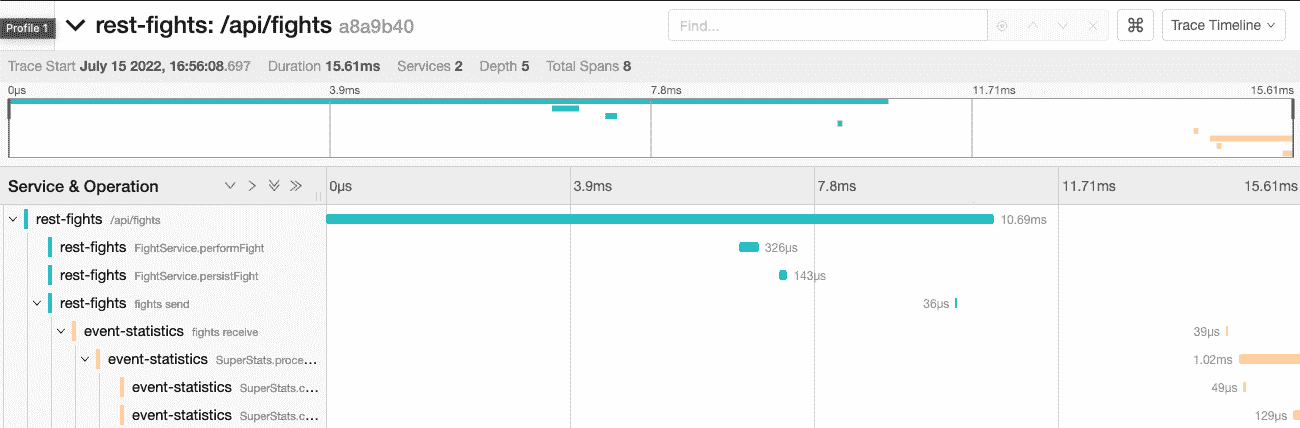 Profile 1
rest-fights: /api/fights a8a9b40
Find...
Trace Timeline
Trace Start July 15 2022, 16:56:08.697 Duration 15.61ms Services 2 Depth 5 Total Spans 8
0μs 3.9ms 7.8ms 11.71ms 15.61ms
Service & Operation 0μs 3.9ms 7.8ms 11.71ms 15.61ms
rest-fights /api/fights 10.69ms
rest-fights FightService.performFight 326μs
rest-fights FightService.persistFight 143μs
rest-fights fights send 36μs
event-statistics fights receive 39μs
event-statistics SuperStats.proce... 1.02ms
event-statistics SuperStats.c... 49μs
event-statistics SuperStats.c... 129μs